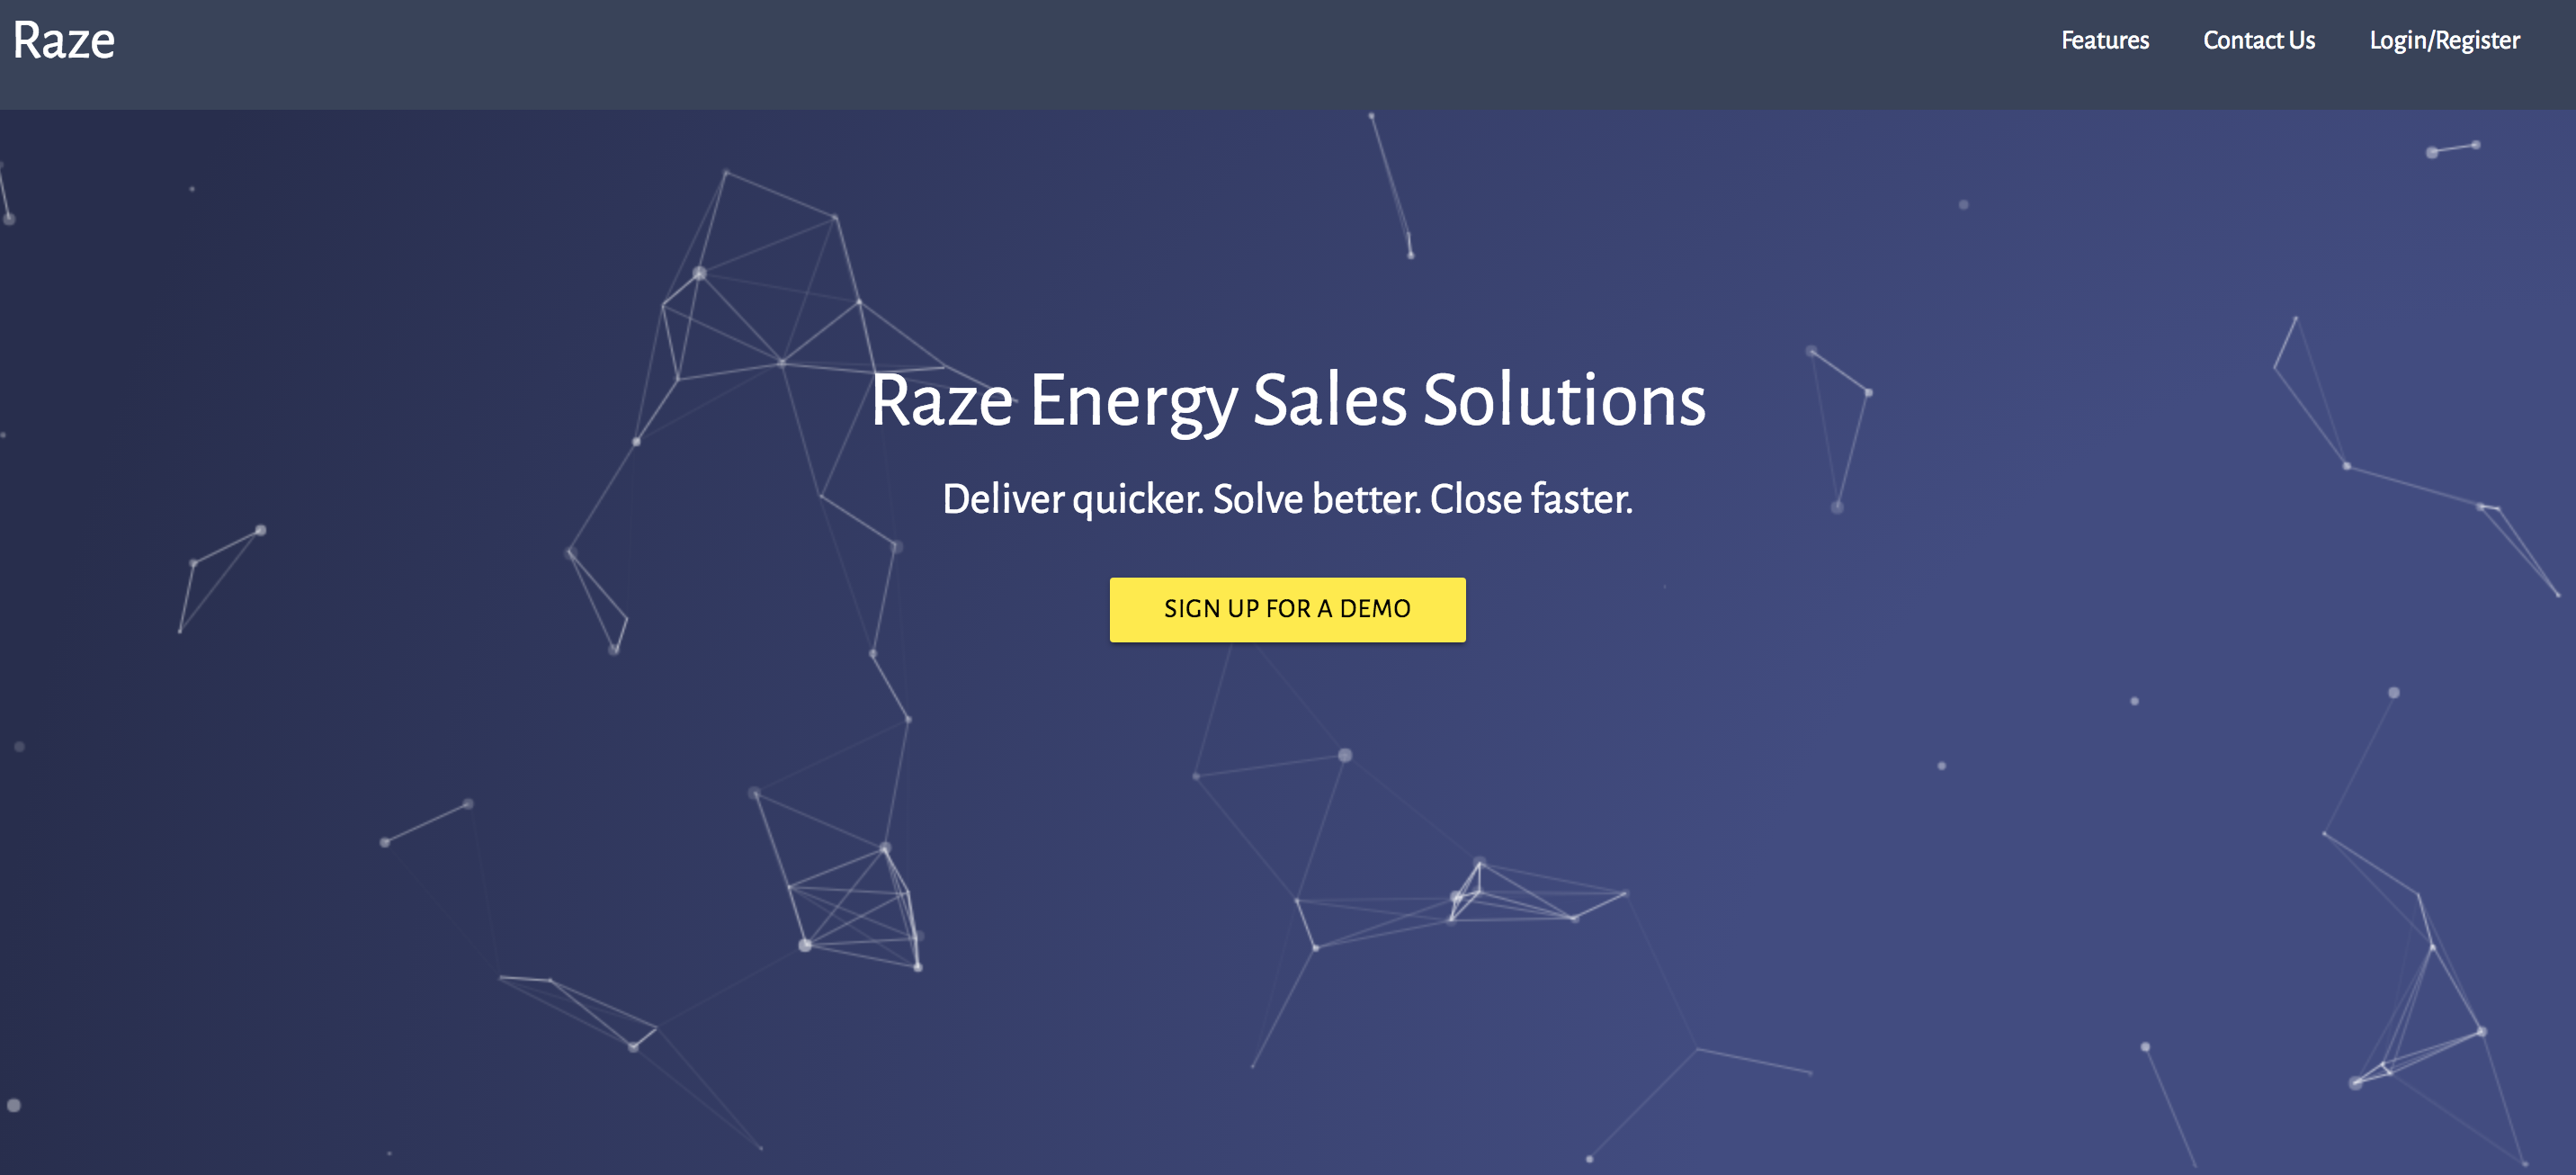 Raze
Features
Contact Us
Login/Register
Raze Energy Sales Solutions
Deliver quicker. Solve better. Close faster.
SIGN UP FOR A DEMO